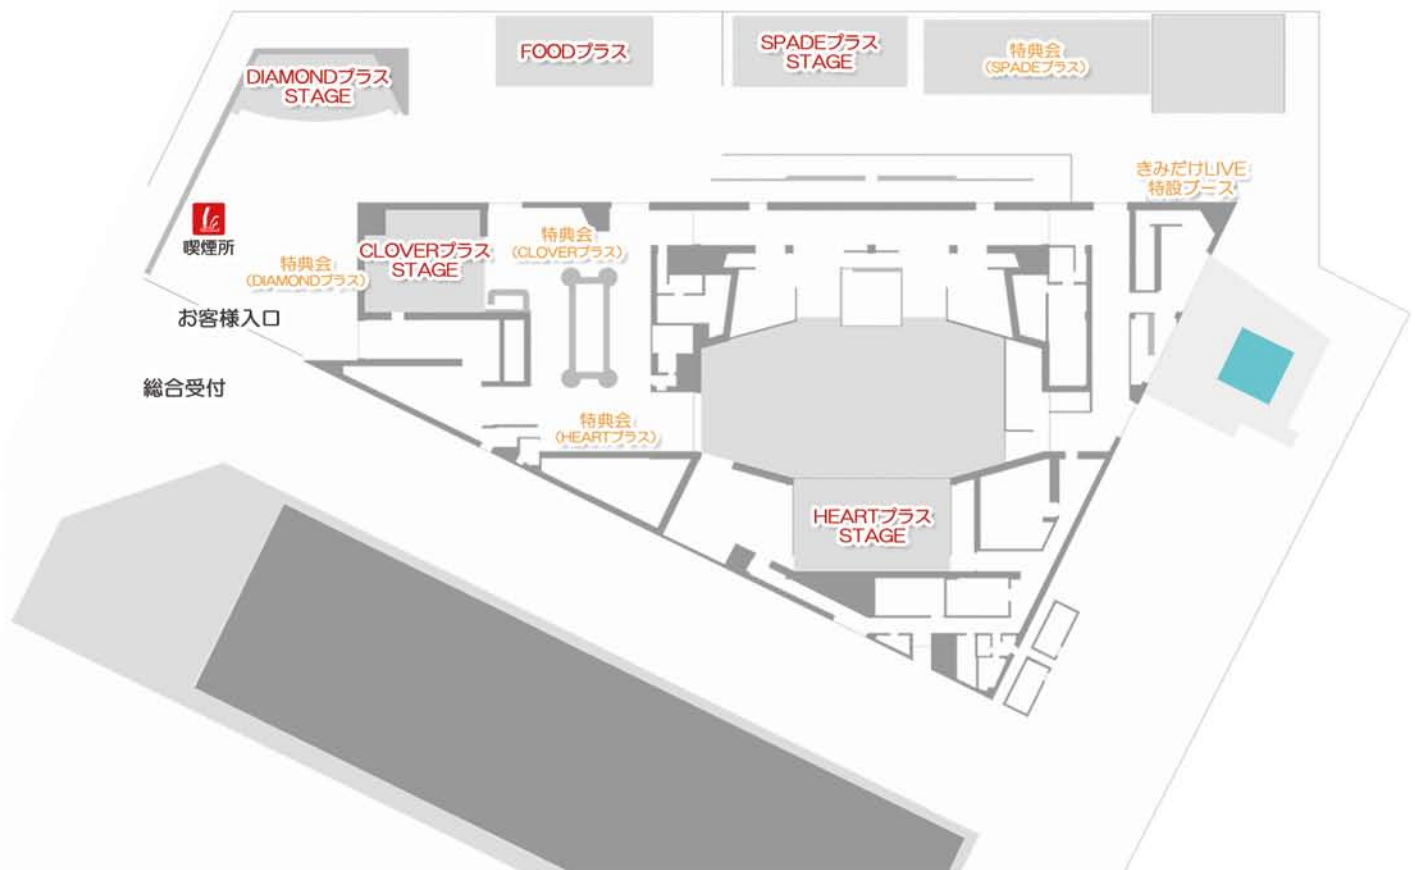 DIAMONDプラス
STAGE
FOODプラス
SPADEプラス
STAGE
特典会
(SPADEプラス)
きみだけLIVE
特設ブース
喫煙所
CLOVERプラス
STAGE
特典会
(CLOVERプラス)
特典会
(DIAMONDプラス)
お客様入口
総合受付
特典会
(HEARTプラス)
HEARTプラス
STAGE